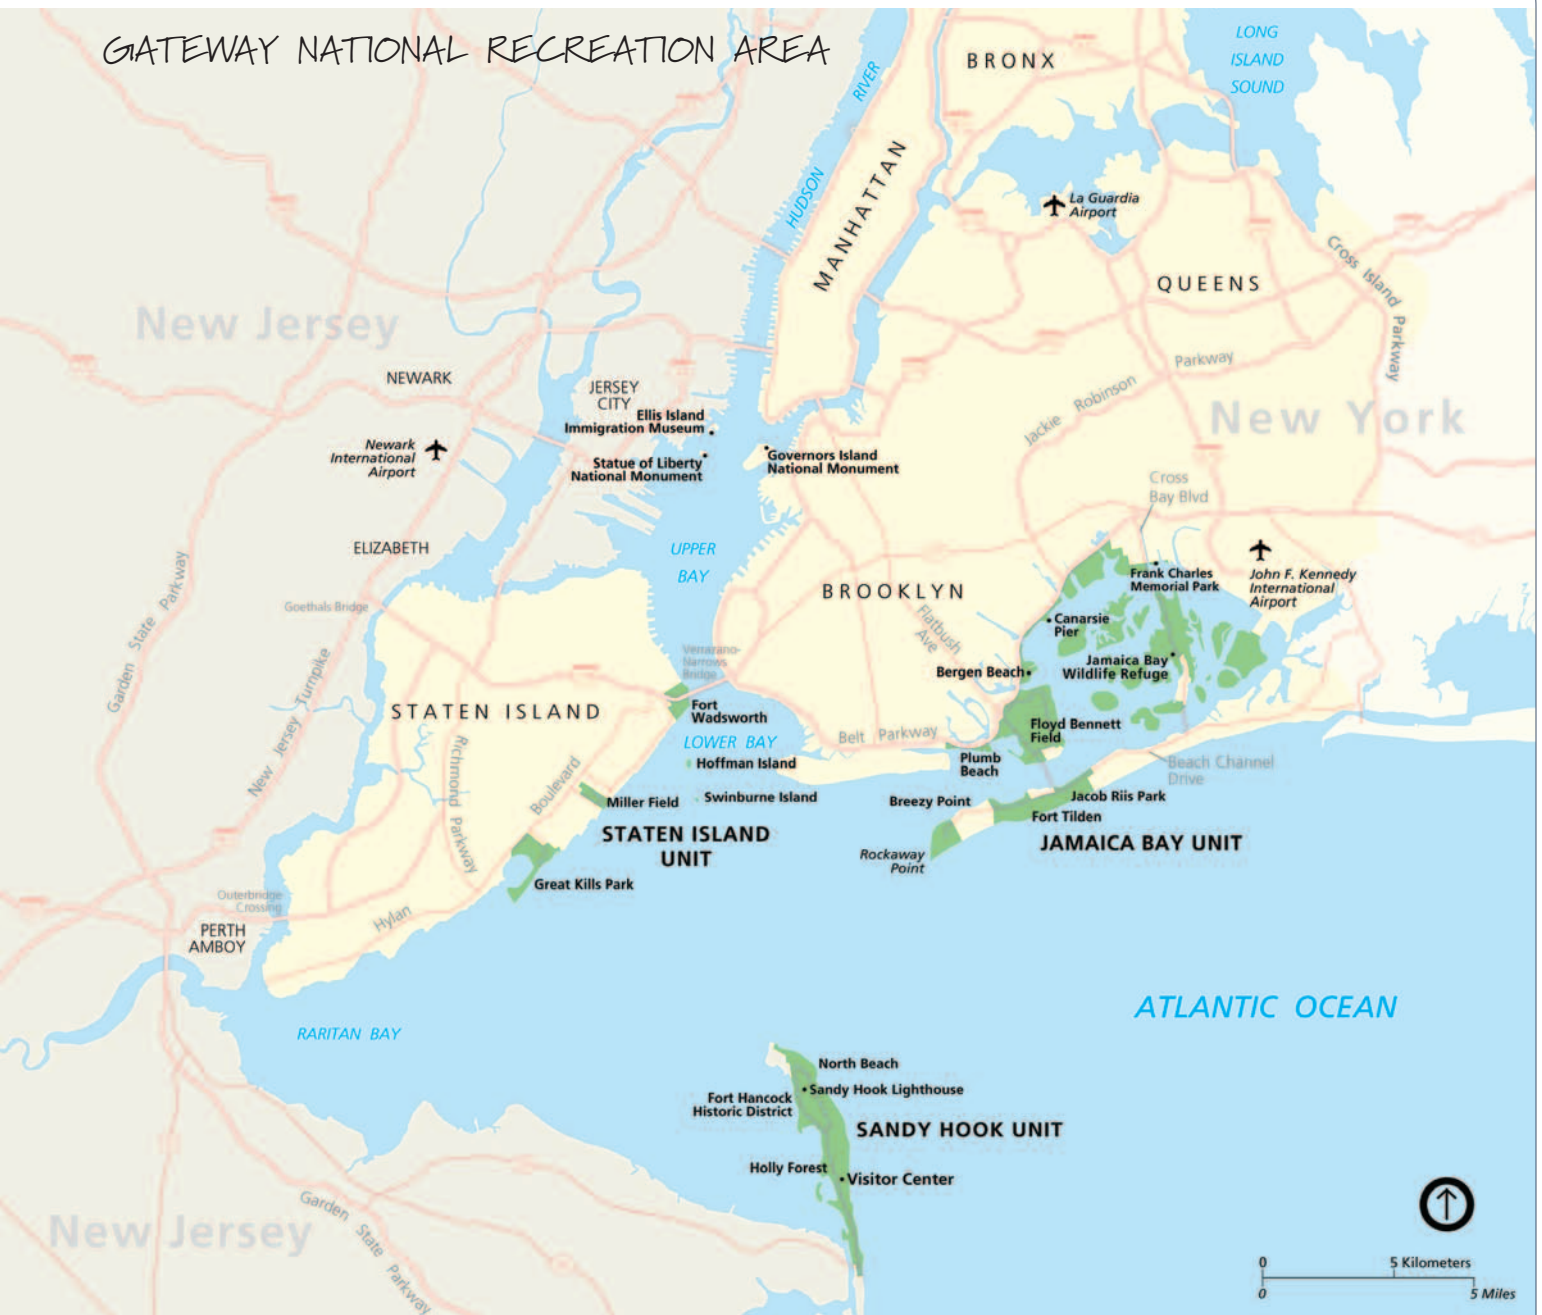 GATEWAY NATIONAL RECREATION AREA
LONG
ISLAND
SOUND
BRONX
HUDSON RIVER
MANHATTAN
La Guardia
Airport
QUEENS
Cross Island Parkway
New Jersey
NEWARK
JERSEY
CITY
Ellis Island
Immigration Museum
Newark
International
Airport
Statue of Liberty
National Monument
Governors Island
National Monument
Jackie Robinson Parkway
New York
Cross
Bay Blvd
ELIZABETH
UPPER
BAY
Garden State Parkway
Goethals Bridge
BROOKLYN
Flatbush
Ave
Frank Charles
Memorial Park
John F. Kennedy
International
Airport
Canarsie
Pier
Verrazano-
Narrows
Bridge
Bergen Beach
Jamaica Bay
Wildlife Refuge
New Jersey Turnpike
STATEN ISLAND
Fort
Wadsworth
LOWER BAY
Belt Parkway
Floyd Bennett
Field
Plumb
Beach
Beach Channel
Drive
Hoffman Island
Swinburne Island
Richmond Parkway
Hylan Boulevard
Miller Field
Breezy Point
Jacob Riis Park
Fort Tilden
STATEN ISLAND
UNIT
JAMAICA BAY UNIT
Rockaway
Point
Great Kills Park
Outerbridge
Crossing
PERTH
AMBOY
RARITAN BAY
ATLANTIC OCEAN
North Beach
Sandy Hook Lighthouse
Fort Hancock
Historic District
SANDY HOOK UNIT
Holly Forest
Visitor Center
New Jersey
Garden State Parkway
0 5 Kilometers
0 5 Miles